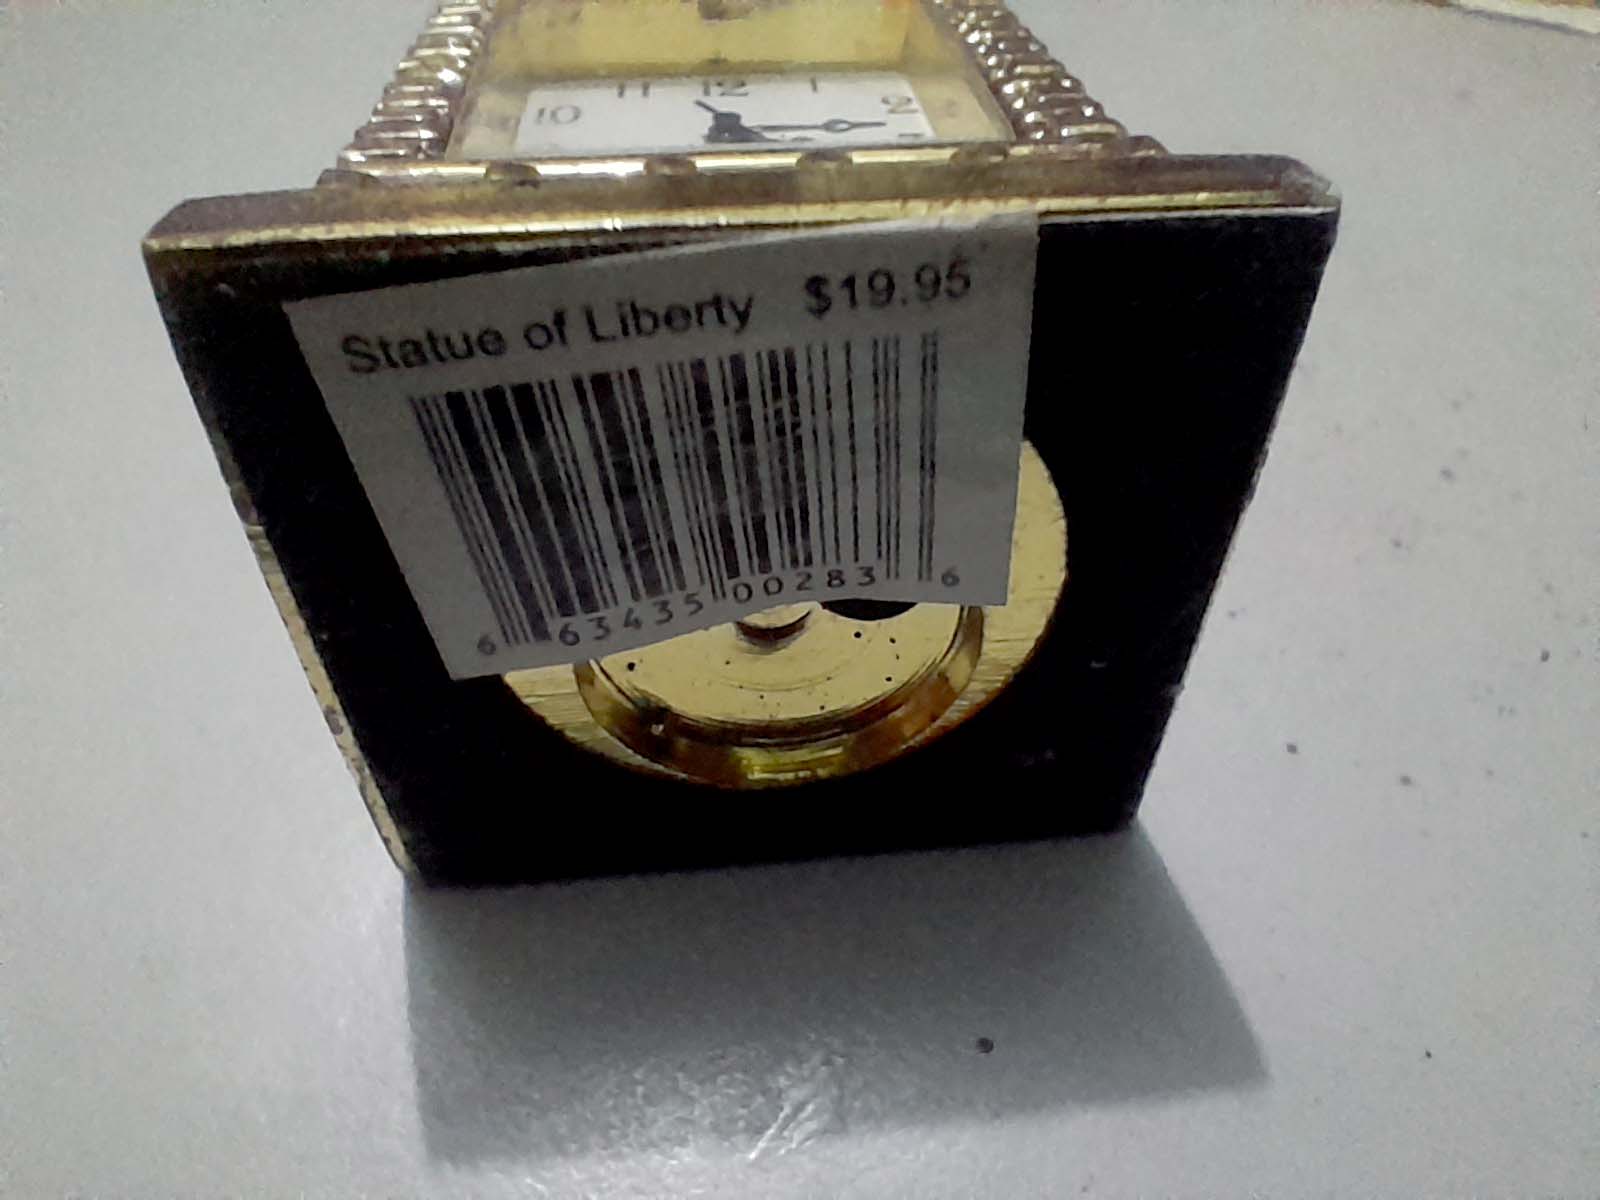 10 11 12 1 2
Statue of Liberty $19.95
6 63435 00283 6